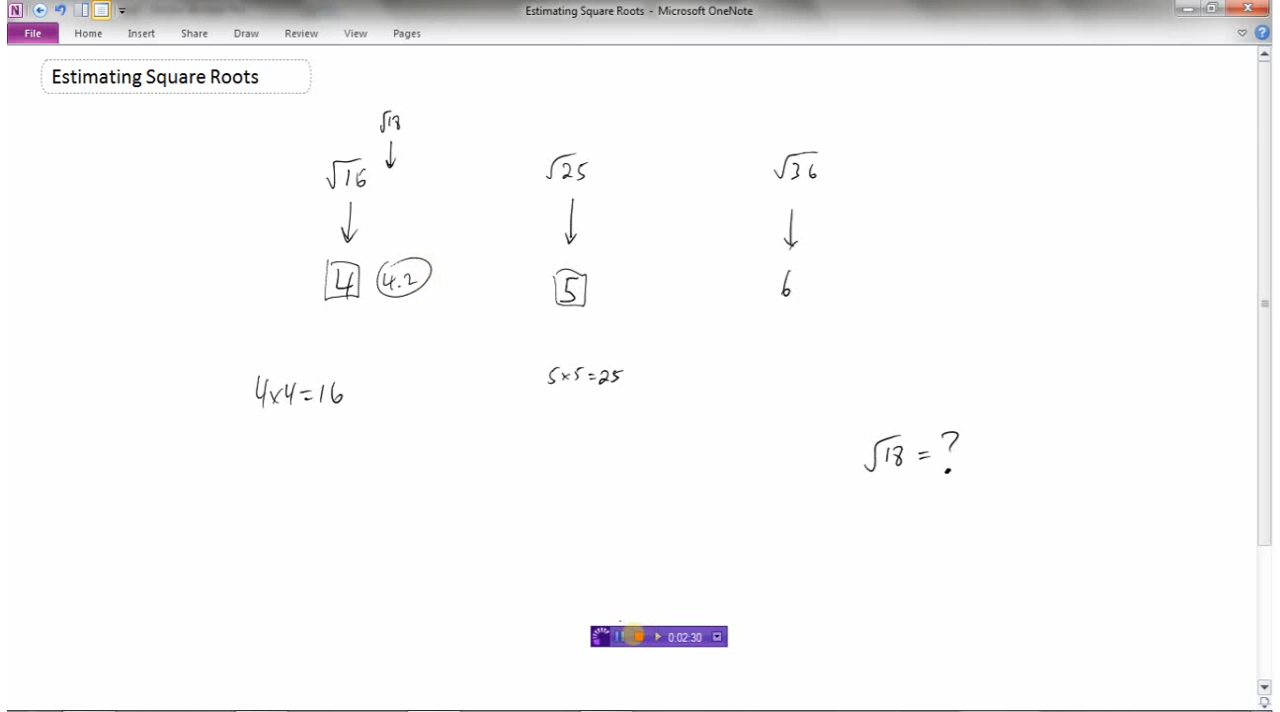 Estimating Square Roots - Microsoft OneNote
File Home Insert Share Draw Review View Pages
Estimating Square Roots
√18
√16 √25 √36
4 4.2 5 6
4x4=16 5x5=25
√18 = ?
0:02:30